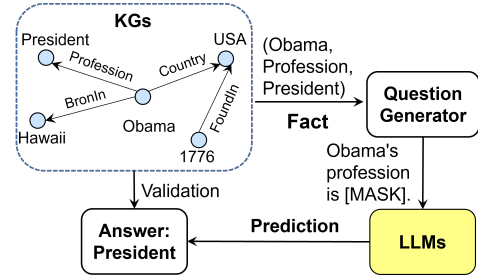 KGs
President
USA
Profession
Country
BronIn
Obama
FoundIn
Hawaii
1776
(Obama,
Profession,
President)
Fact
Question
Generator
Obama's
profession
is [MASK].
Validation
Answer:
President
Prediction
LLMs